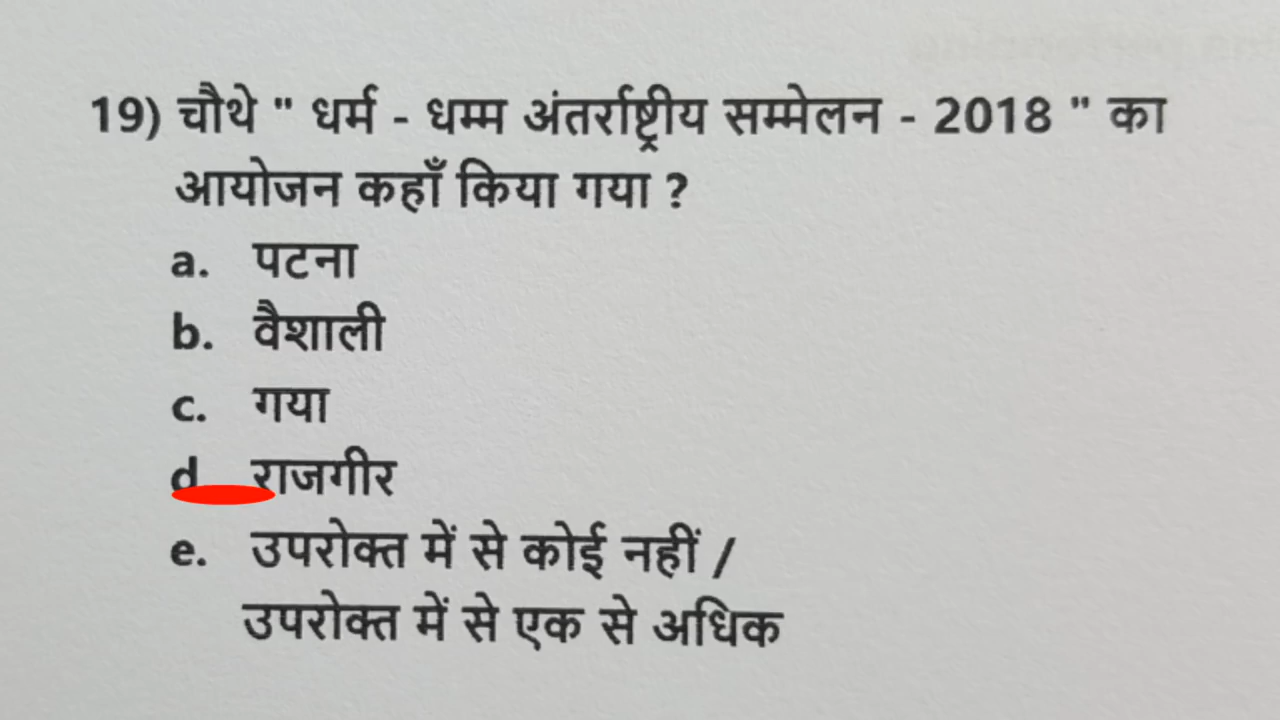 19) चौथे " धर्म - धम्म अंतर्राष्ट्रीय सम्मेलन - 2018 " का
आयोजन कहाँ किया गया ?
a. पटना
b. वैशाली
c. गया
d राजगीर
e. उपरोक्त में से कोई नहीं /
उपरोक्त में से एक से अधिक